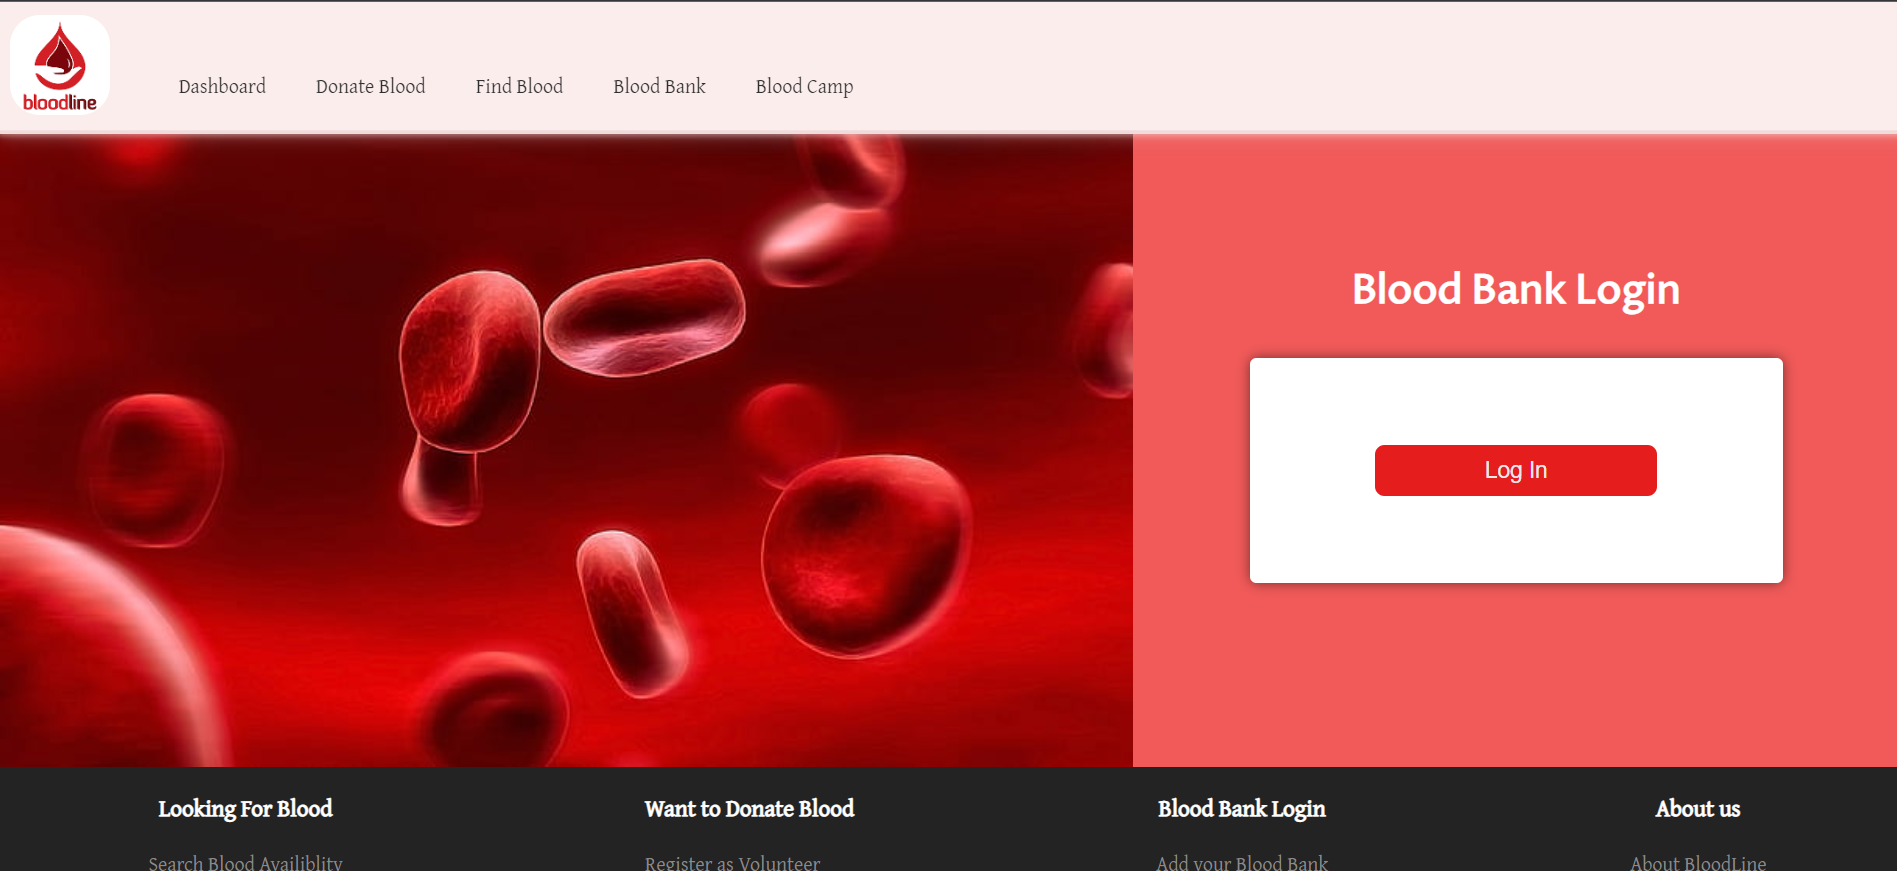 bloodline
Dashboard Donate Blood Find Blood Blood Bank Blood Camp
Blood Bank Login
Log In
Looking For Blood Want to Donate Blood Blood Bank Login About us
Search Blood Availiblity Register as Volunteer Add your Blood Bank About BloodLine